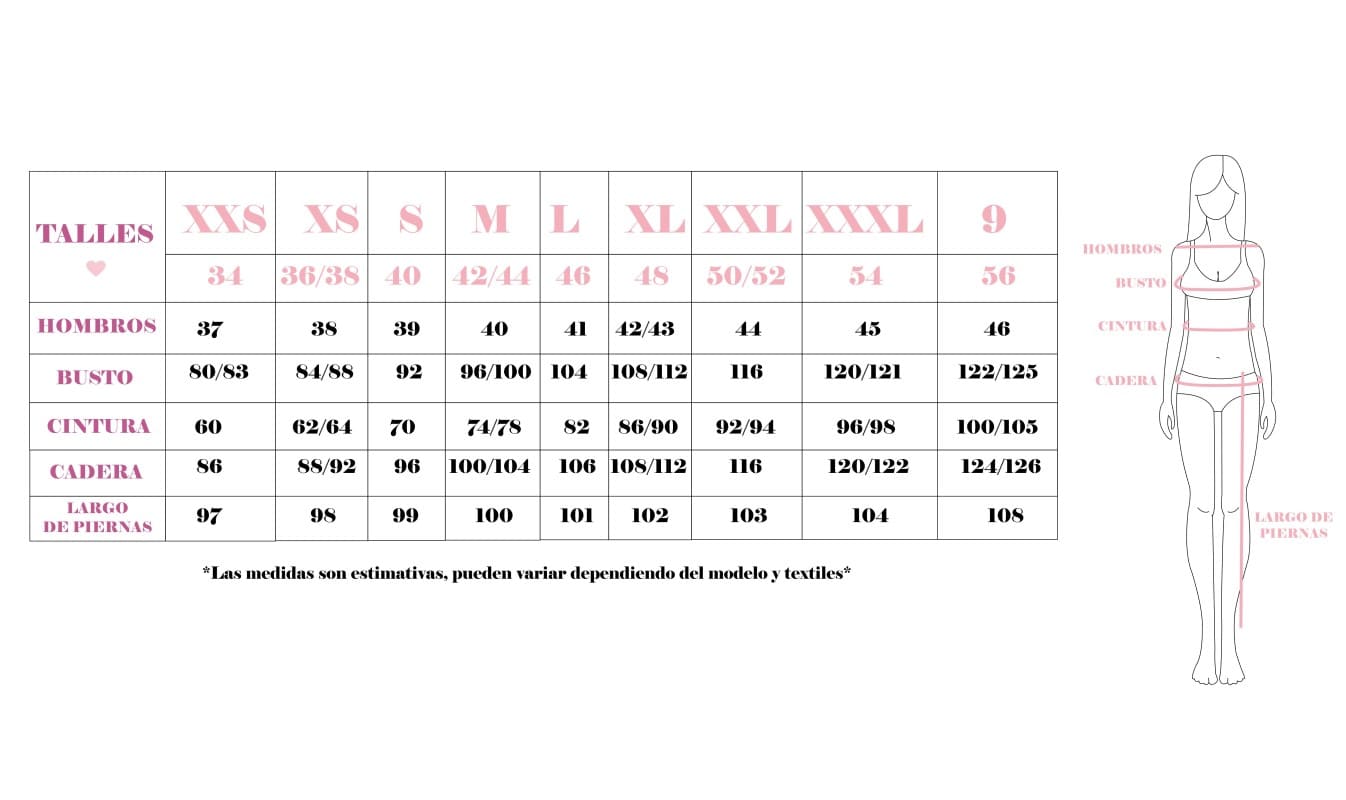 TALLES XXS XS S M L XL XXL XXXL 9
34 36/38 40 42/44 46 48 50/52 54 56
HOMBROS 37 38 39 40 41 42/43 44 45 46
BUSTO 80/83 84/88 92 96/100 104 108/112 116 120/121 122/125
CINTURA 60 62/64 70 74/78 82 86/90 92/94 96/98 100/105
CADERA 86 88/92 96 100/104 106 108/112 116 120/122 124/126
LARGO
DE PIERNAS 97 98 99 100 101 102 103 104 108
*Las medidas son estimativas, pueden variar dependiendo del modelo y textiles*
HOMBROS
BUSTO
CINTURA
CADERA
LARGO DE
PIERNAS